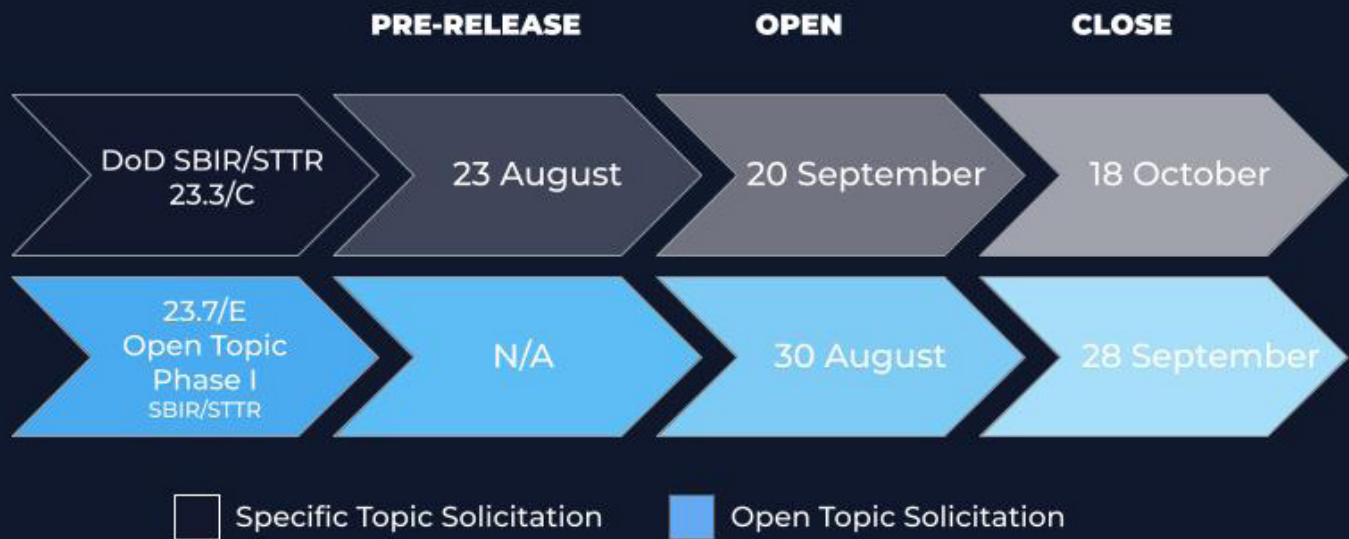 PRE-RELEASE OPEN CLOSE
DoD SBIR/STTR
23.3/C
23 August
20 September
18 October
23.7/E
Open Topic
Phase I
SBIR/STTR
N/A
30 August
28 September
Specific Topic Solicitation
Open Topic Solicitation